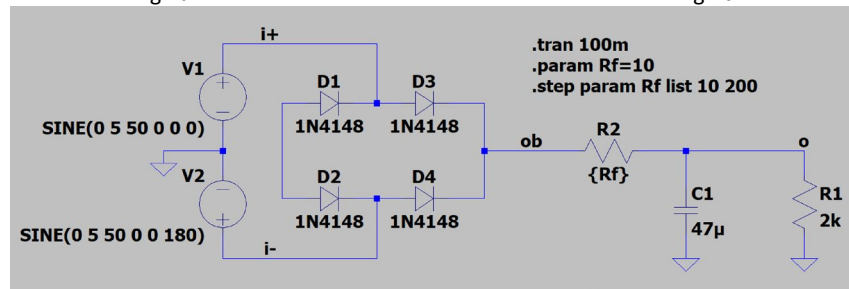 i+
.tran 100m
.param Rf=10
.step param Rf list 10 200
V1
D1
D3
SINE(0 5 50 0 0 0)
1N4148
1N4148
ob
R2
o
V2
D2
D4
{Rf}
C1
R1
1N4148
1N4148
47µ
2k
SINE(0 5 50 0 0 180)
i-